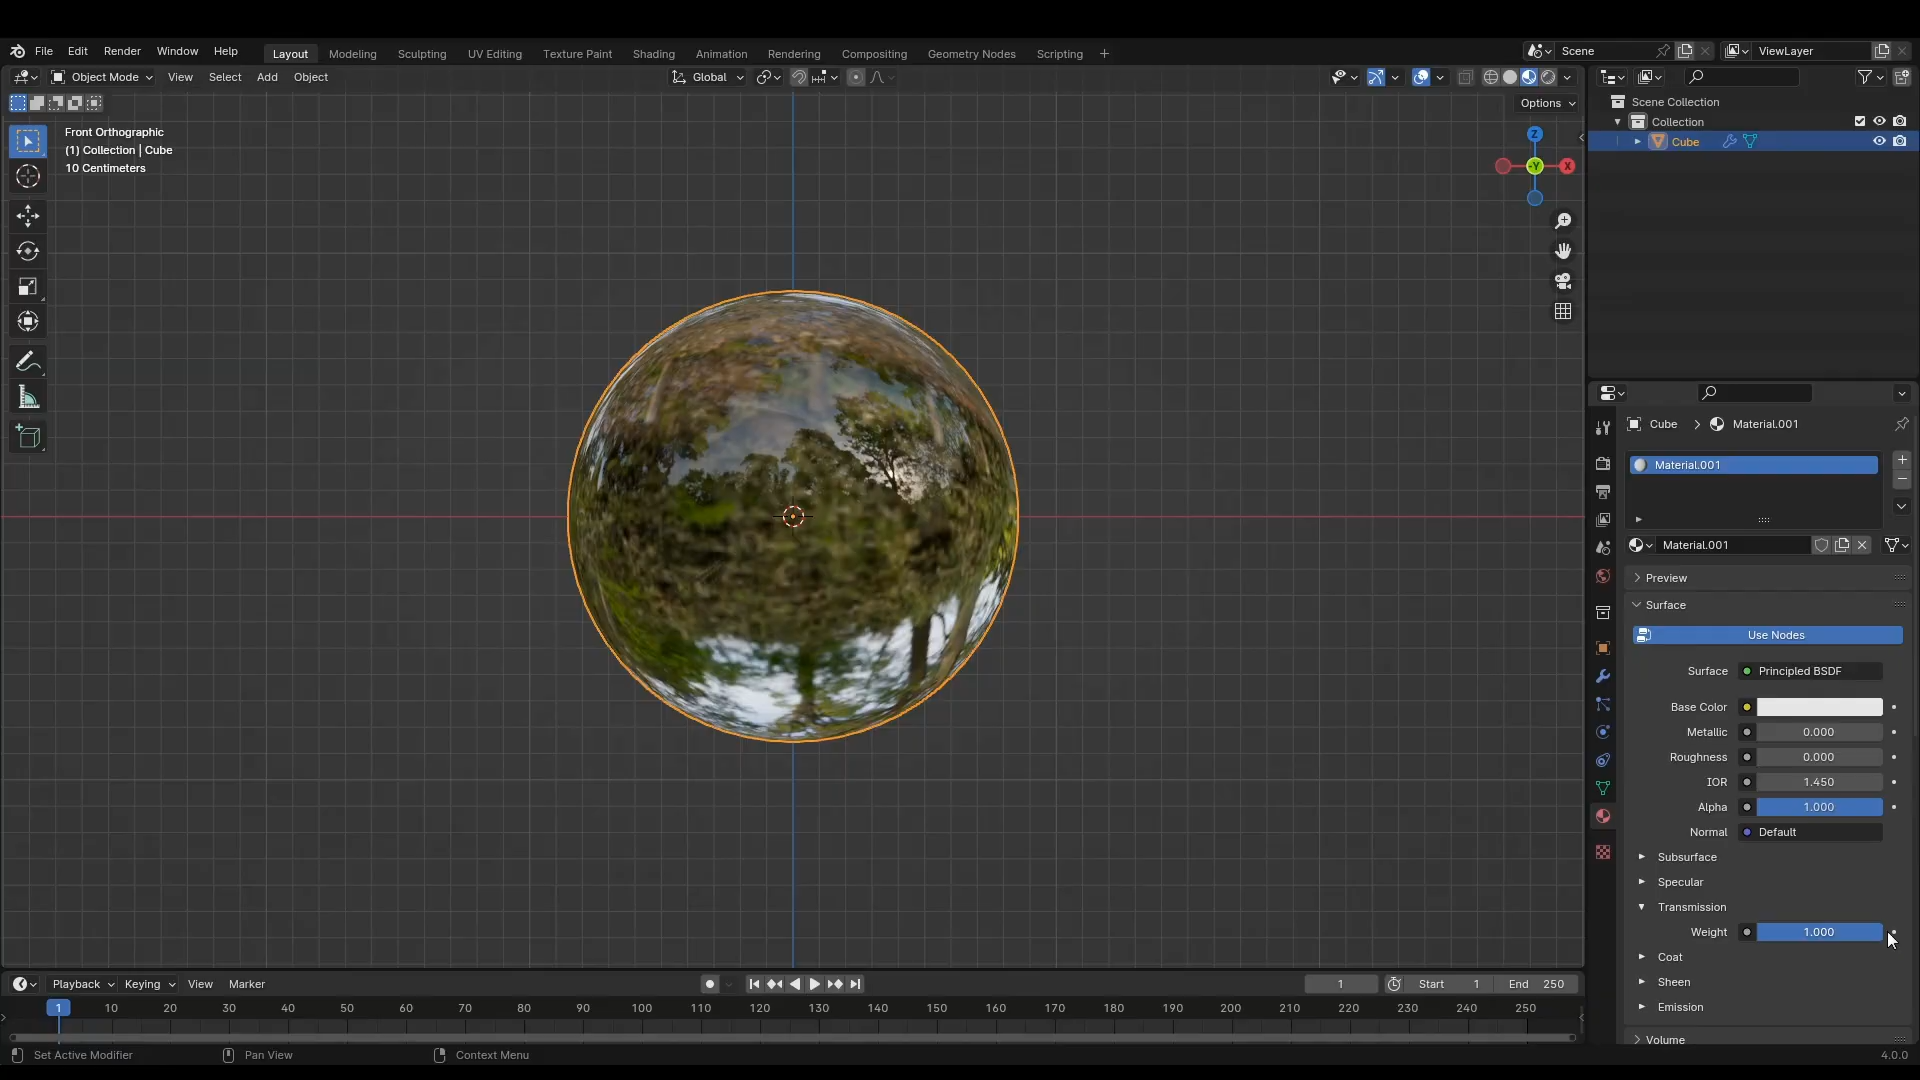 File Edit Render Window Help Layout Modeling Sculpting UV Editing Texture Paint Shading Animation Rendering Compositing Geometry Nodes Scripting + Scene ViewLayer
Object Mode View Select Add Object Global
Options
Front Orthographic
(1) Collection | Cube
10 Centimeters
Z
Y
X
Scene Collection
Collection
Cube
Cube > Material.001
Material.001
Material.001
Preview
Surface
Use Nodes
Surface Principled BSDF
Base Color
Metallic 0.000
Roughness 0.000
IOR 1.450
Alpha 1.000
Normal Default
Subsurface
Specular
Transmission
Weight 1.000
Coat
Sheen
Emission
Volume
Playback Keying View Marker 1 Start 1 End 250
1 10 20 30 40 50 60 70 80 90 100 110 120 130 140 150 160 170 180 190 200 210 220 230 240 250
Set Active Modifier Pan View Context Menu 4.0.0